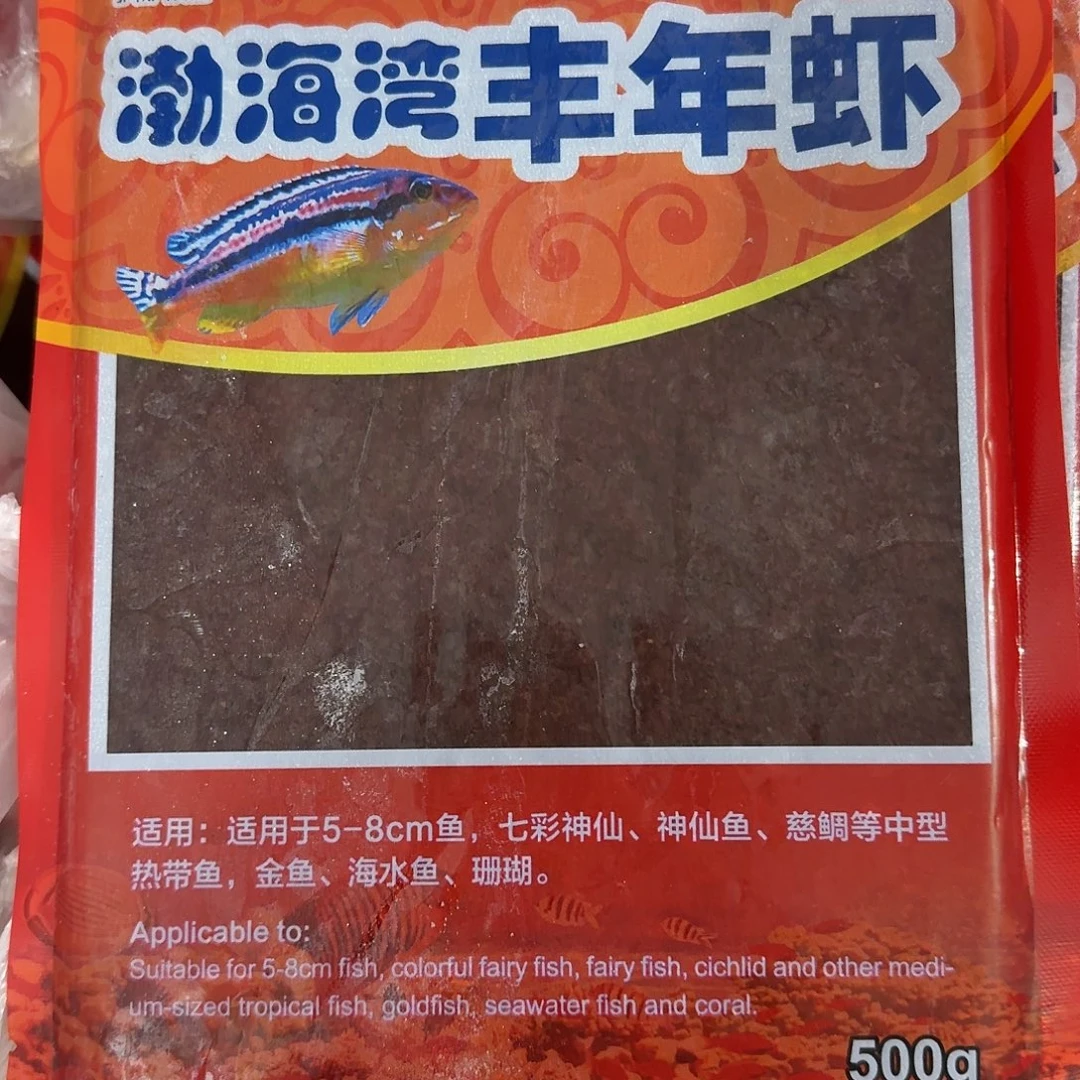 渤海湾丰年虾
适用：适用于5-8cm鱼，七彩神仙、神仙鱼、慈鲷等中型
热带鱼，金鱼、海水鱼、珊瑚。
Applicable to:
Suitable for 5-8cm fish, colorful fairy fish, fairy fish, cichlid and other medi-
um-sized tropical fish, goldfish, seawater fish and coral.
500g